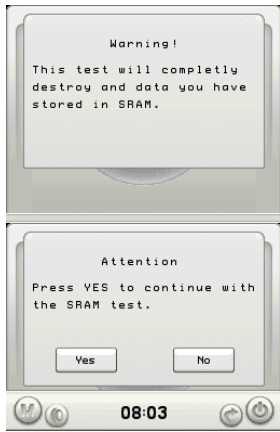 Warning!
This test will completly
destroy and data you have
stored in SRAM.
Attention
Press YES to continue with
the SRAM test.
Yes No
M 08:03